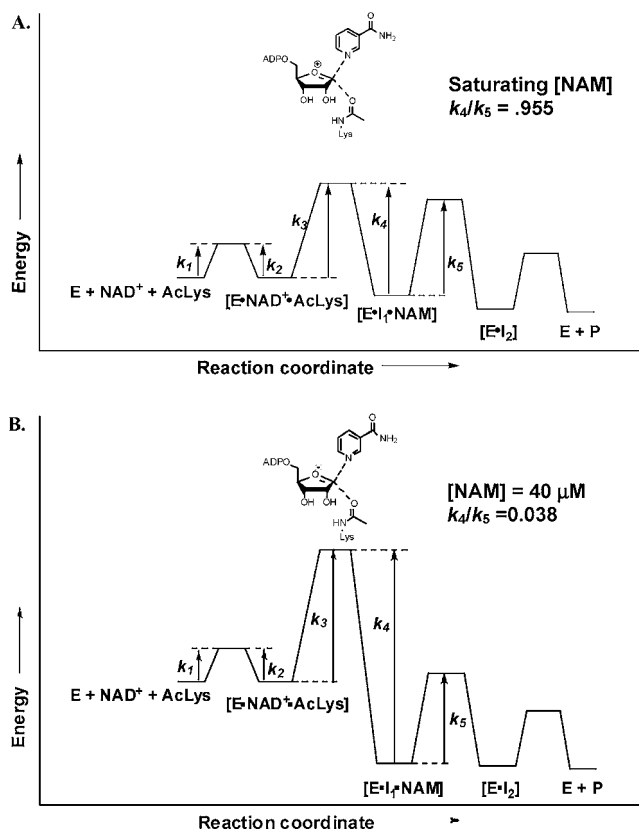 A.
O
NH₂
N
ADPO
O
⊕
OH OH
O
HN
Lys
Saturating [NAM]
k₄/k₅ = .955
Energy
k₃
k₄
k₁
k₂
k₅
E + NAD⁺ + AcLys
[E•NAD⁺•AcLys]
[E•I₁•NAM]
[E•I₂]
E + P
Reaction coordinate
B.
O
NH₂
N
ADPO
O
OH OH
O
HN
Lys
[NAM] = 40 µM
k₄/k₅ =0.038
Energy
k₃
k₄
k₁
k₂
k₅
E + NAD⁺ + AcLys
[E•NAD⁺•AcLys]
[E•I₁•NAM]
[E•I₂]
E + P
Reaction coordinate